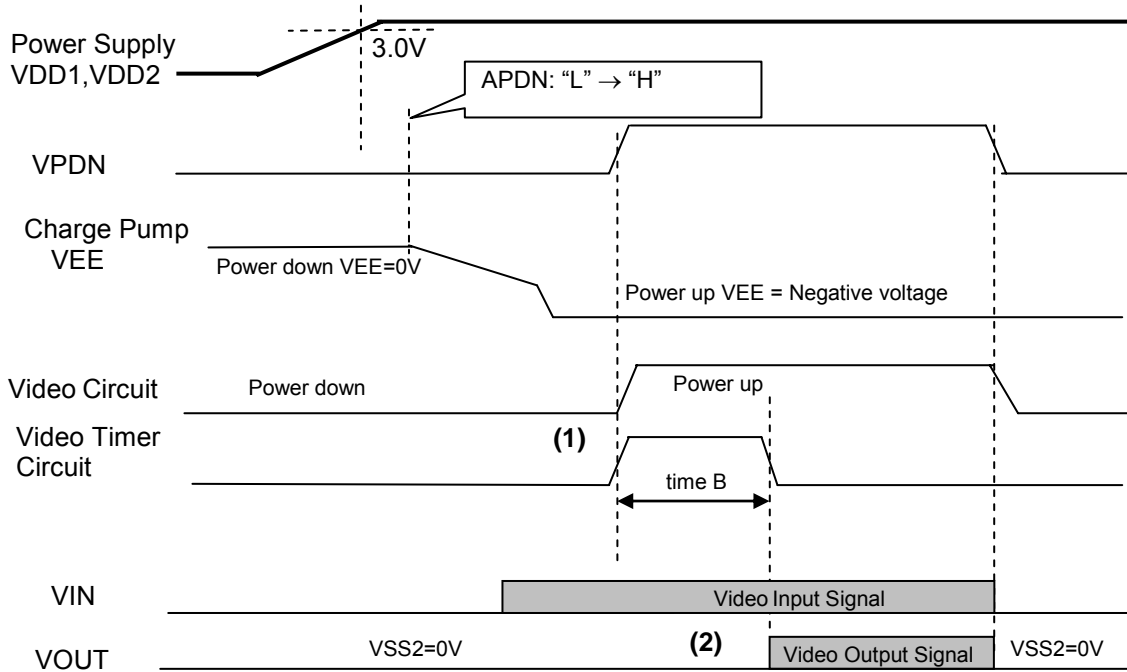 Power Supply
VDD1,VDD2
3.0V
APDN: “L” → “H”
VPDN
Charge Pump
VEE
Power down VEE=0V
Power up VEE = Negative voltage
Video Circuit
Power down
Power up
Video Timer
Circuit
(1)
time B
VIN
Video Input Signal
VOUT
VSS2=0V
(2)
Video Output Signal
VSS2=0V